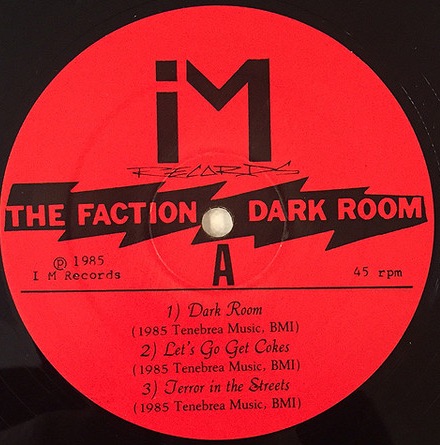 iM
RECORDS
THE FACTION DARK ROOM
A
℗ 1985
I M Records
45 rpm
1) Dark Room
(1985 Tenebrea Music, BMI)
2) Let's Go Get Cokes
(1985 Tenebrea Music, BMI)
3) Terror in the Streets
(1985 Tenebrea Music, BMI)